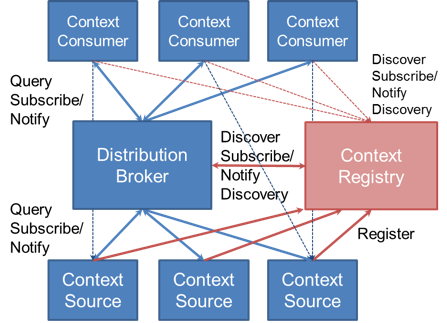 Context
Consumer
Context
Consumer
Context
Consumer
Query
Subscribe/
Notify
Discover
Subscribe/
Notify
Discovery
Distribution
Broker
Discover
Subscribe/
Notify
Discovery
Context
Registry
Query
Subscribe/
Notify
Register
Context
Source
Context
Source
Context
Source